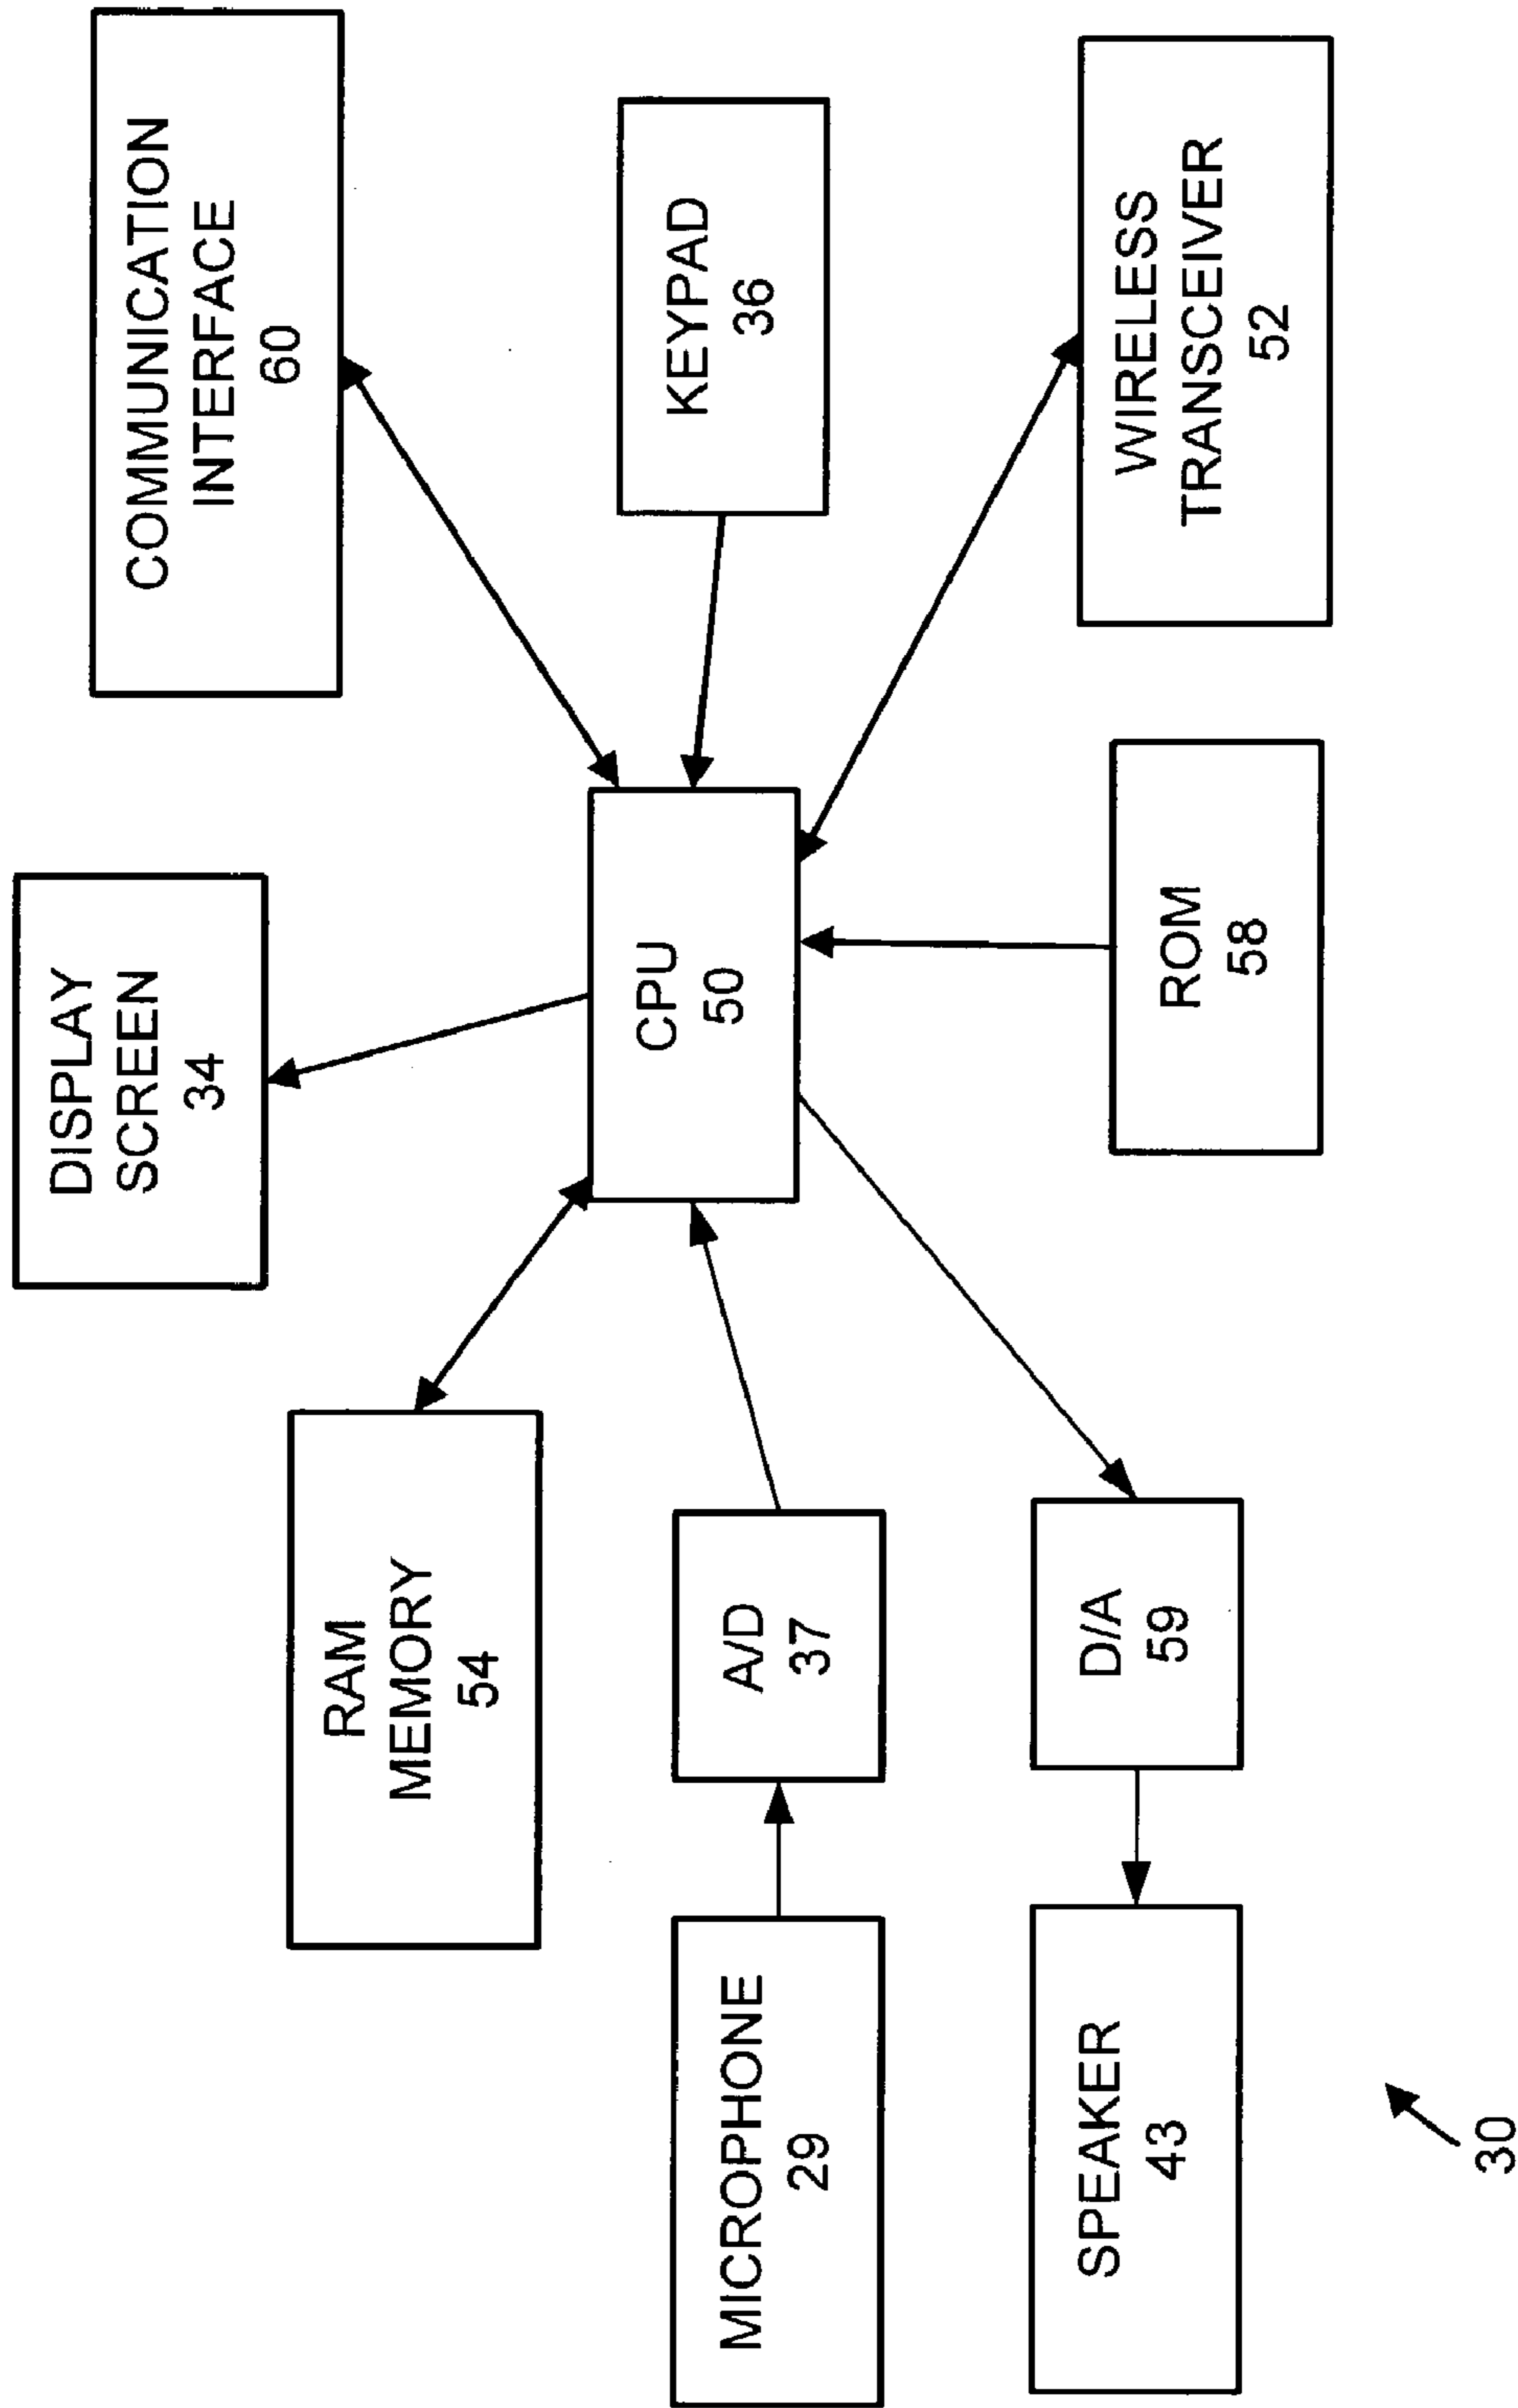 DISPLAY
SCREEN
34
COMMUNICATION
INTERFACE
60
RAM
MEMORY
54
CPU
50
KEYPAD
36
MICROPHONE
29
A/D
37
SPEAKER
43
D/A
59
ROM
58
WIRELESS
TRANSCEIVER
52
30